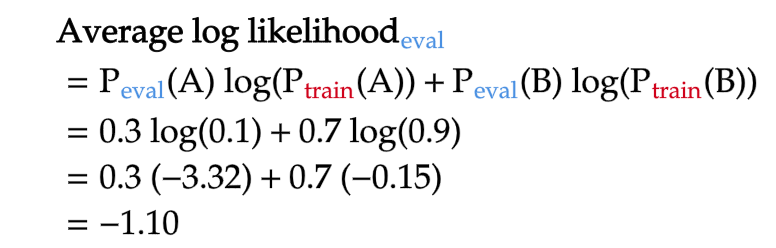 Average log likelihood_eval
= P_eval(A) log(P_train(A)) + P_eval(B) log(P_train(B))
= 0.3 log(0.1) + 0.7 log(0.9)
= 0.3 (−3.32) + 0.7 (−0.15)
= −1.10